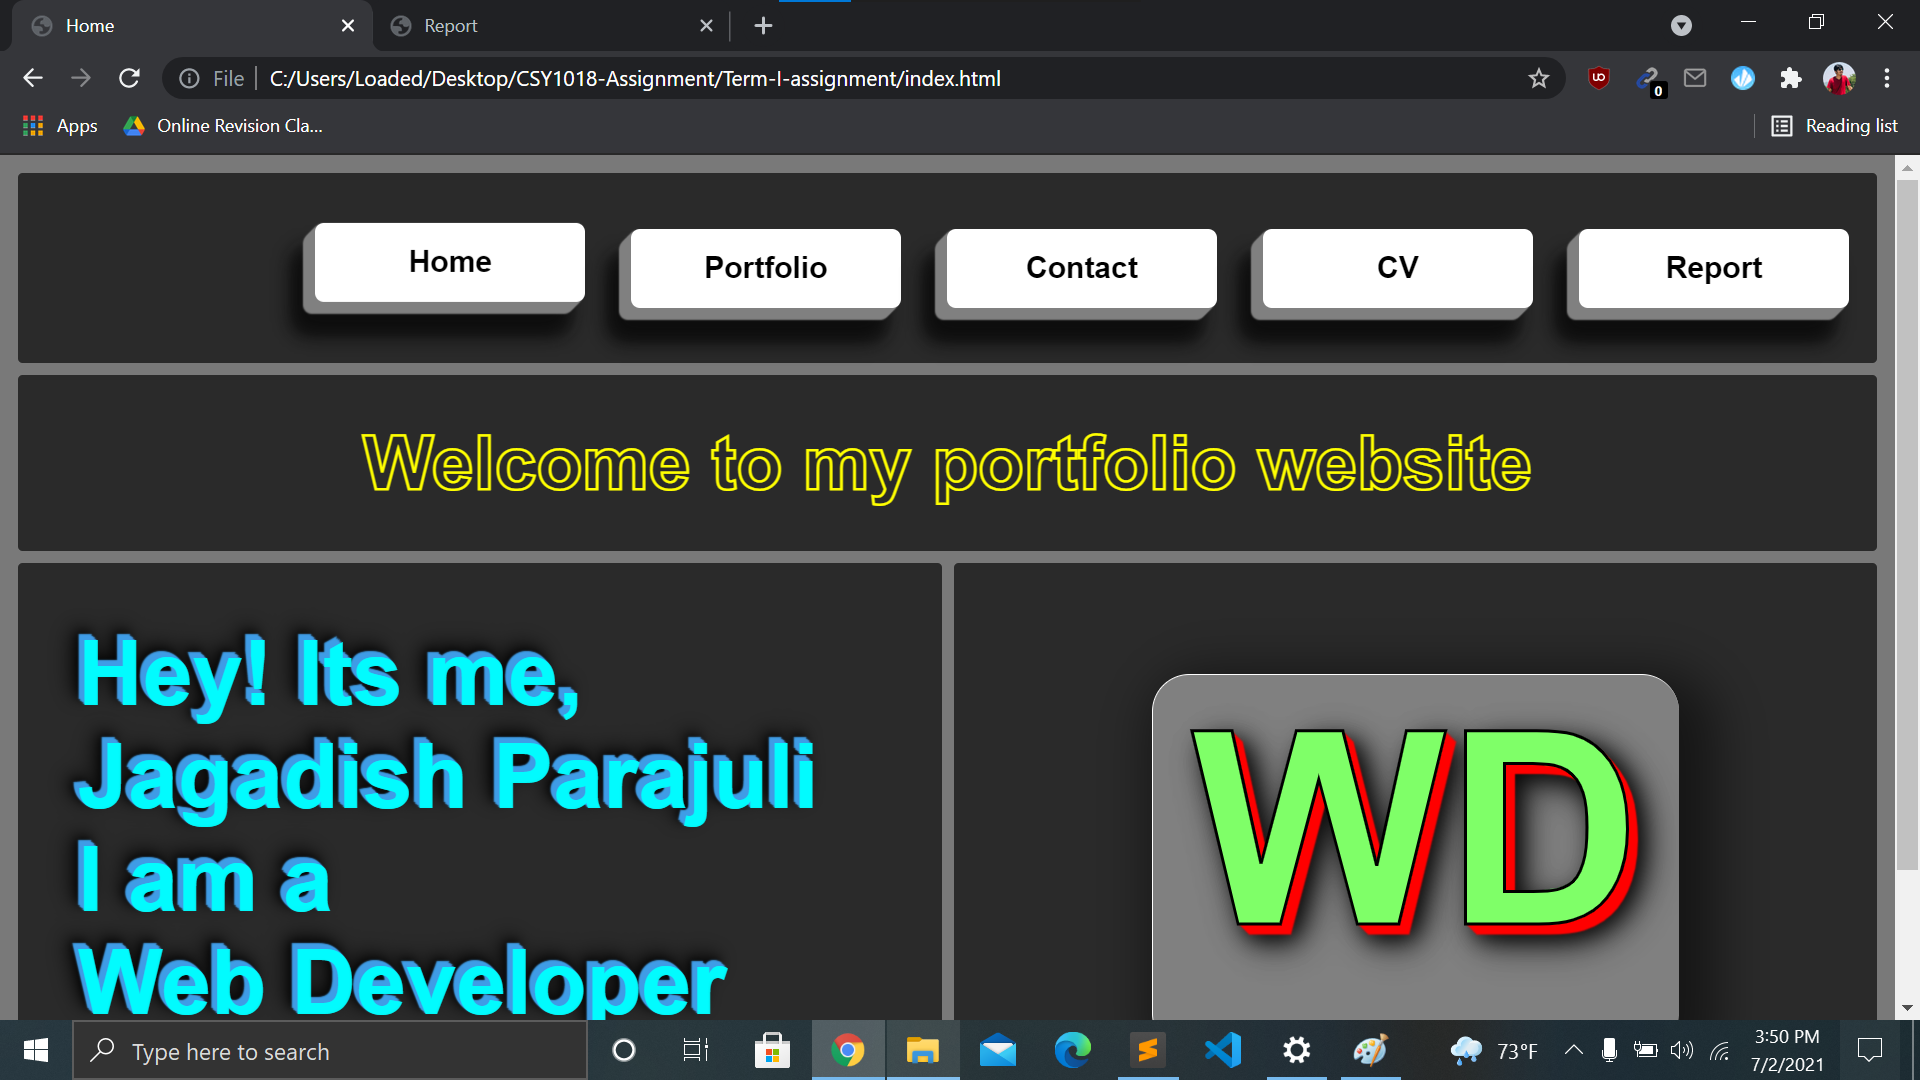 Home
Report
File
C:/Users/Loaded/Desktop/CSY1018-Assignment/Term-I-assignment/index.html
0
Apps
Online Revision Cla...
Reading list
Home
Portfolio
Contact
CV
Report
Welcome to my portfolio website
Hey! Its me,
Jagadish Parajuli
I am a
Web Developer
WD
Type here to search
73°F
3:50 PM
7/2/2021